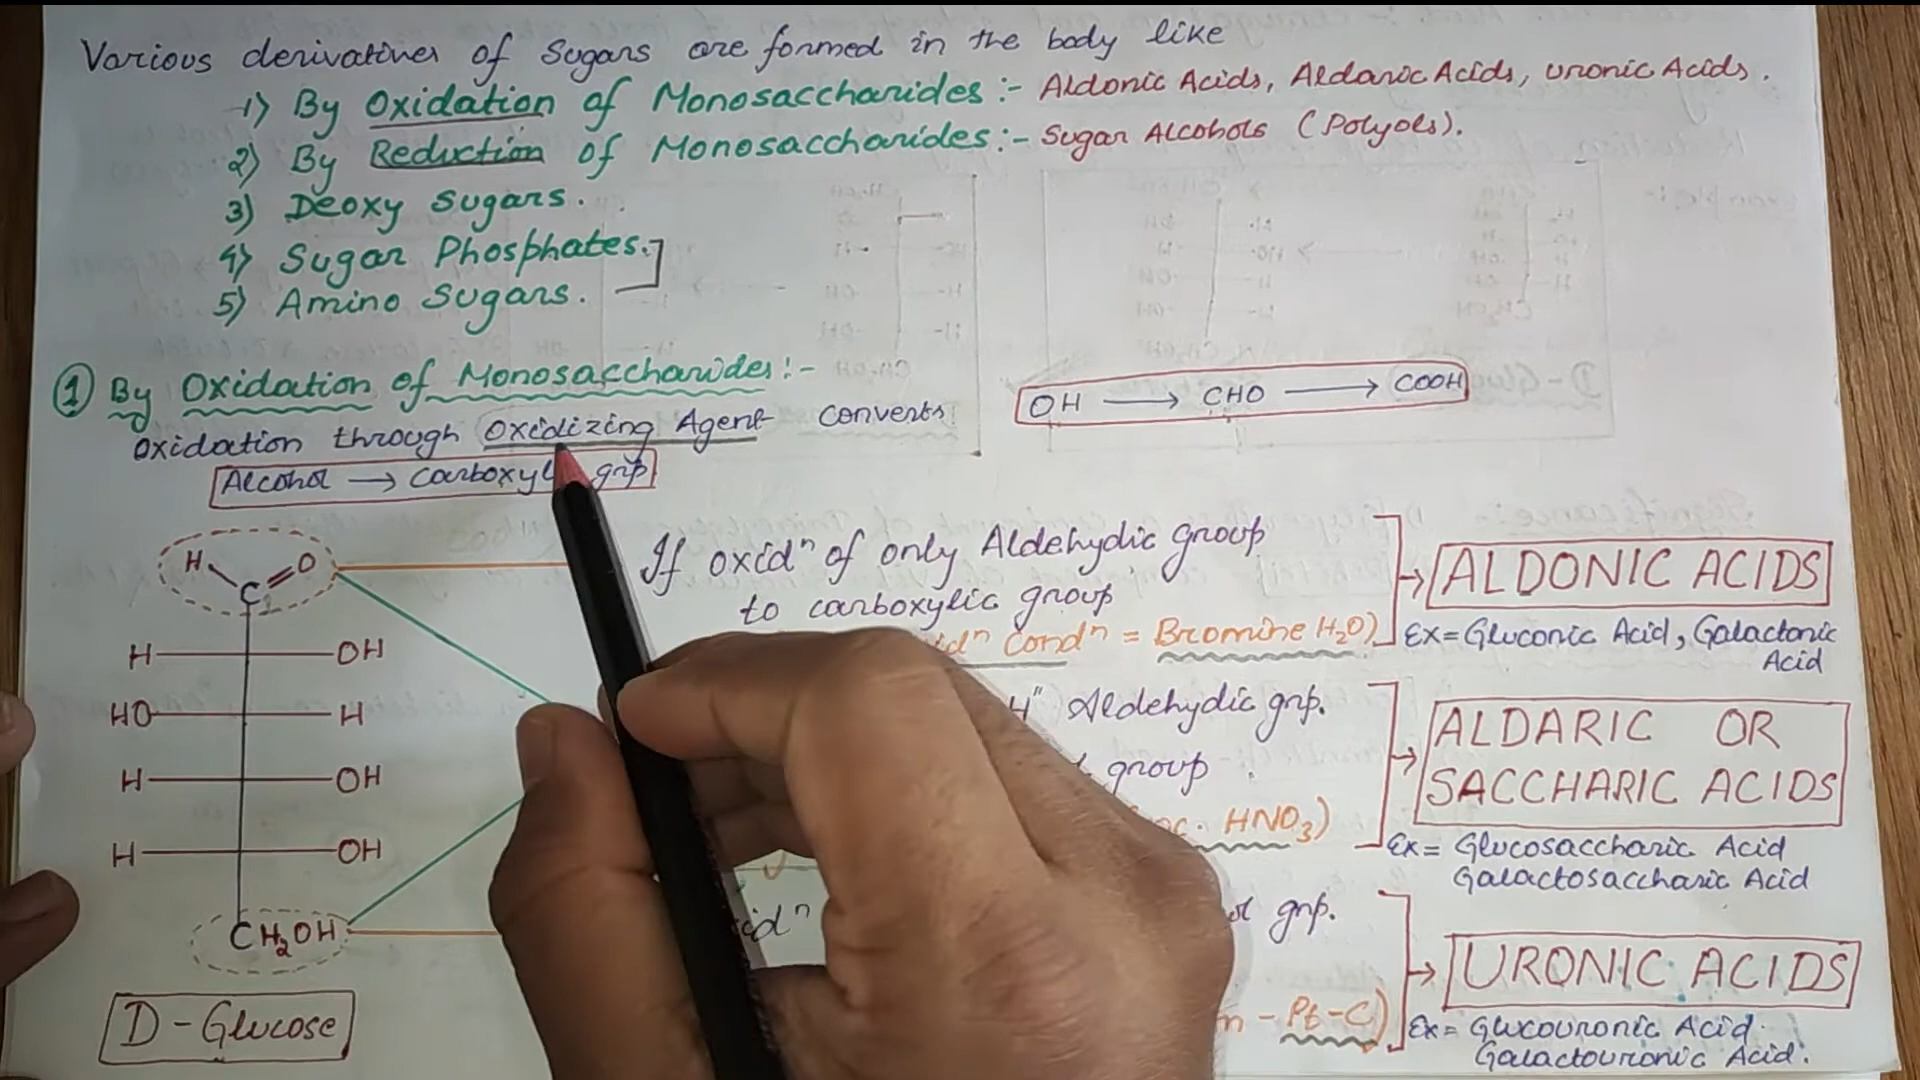 Various derivatives of Sugars are formed in the body like
1) By Oxidation of Monosaccharides:- Aldonic Acids, Aldaric Acids, Uronic Acids.
2) By Reduction of Monosaccharides:- Sugar Alcohols (Polyols).
3) Deoxy Sugars.
4) Sugar Phosphates.
5) Amino Sugars.
1 By Oxidation of Monosaccharides:-
Oxidation through Oxidizing Agent converts
OH → CHO → COOH
Alcohol → Carboxyl grp
H O
C
H OH
HO H
H OH
H OH
CH2OH
D-Glucose
If oxidⁿ of only Aldehydic group
to carboxylic group
Condⁿ = Bromine H2O)
ALDONIC ACIDS
Ex = Gluconic Acid, Galactonic
Acid
H" Aldehydic grp.
group
HNO3)
ALDARIC OR
SACCHARIC ACIDS
Ex = Glucosaccharic Acid
Galactosaccharic Acid
grp.
Pt-C)
URONIC ACIDS
Ex = Glucouronic Acid.
Galactouronic Acid.